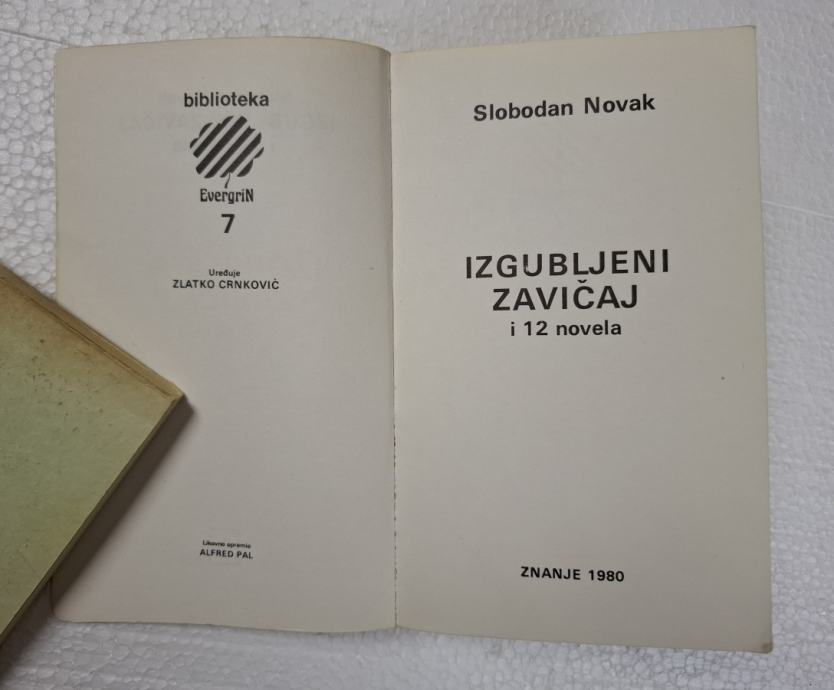 biblioteka
EvergriN
7
Uređuje
ZLATKO CRNKOVIĆ
Likovno opremio
ALFRED PAL
Slobodan Novak
IZGUBLJENI
ZAVIČAJ
i 12 novela
ZNANJE 1980